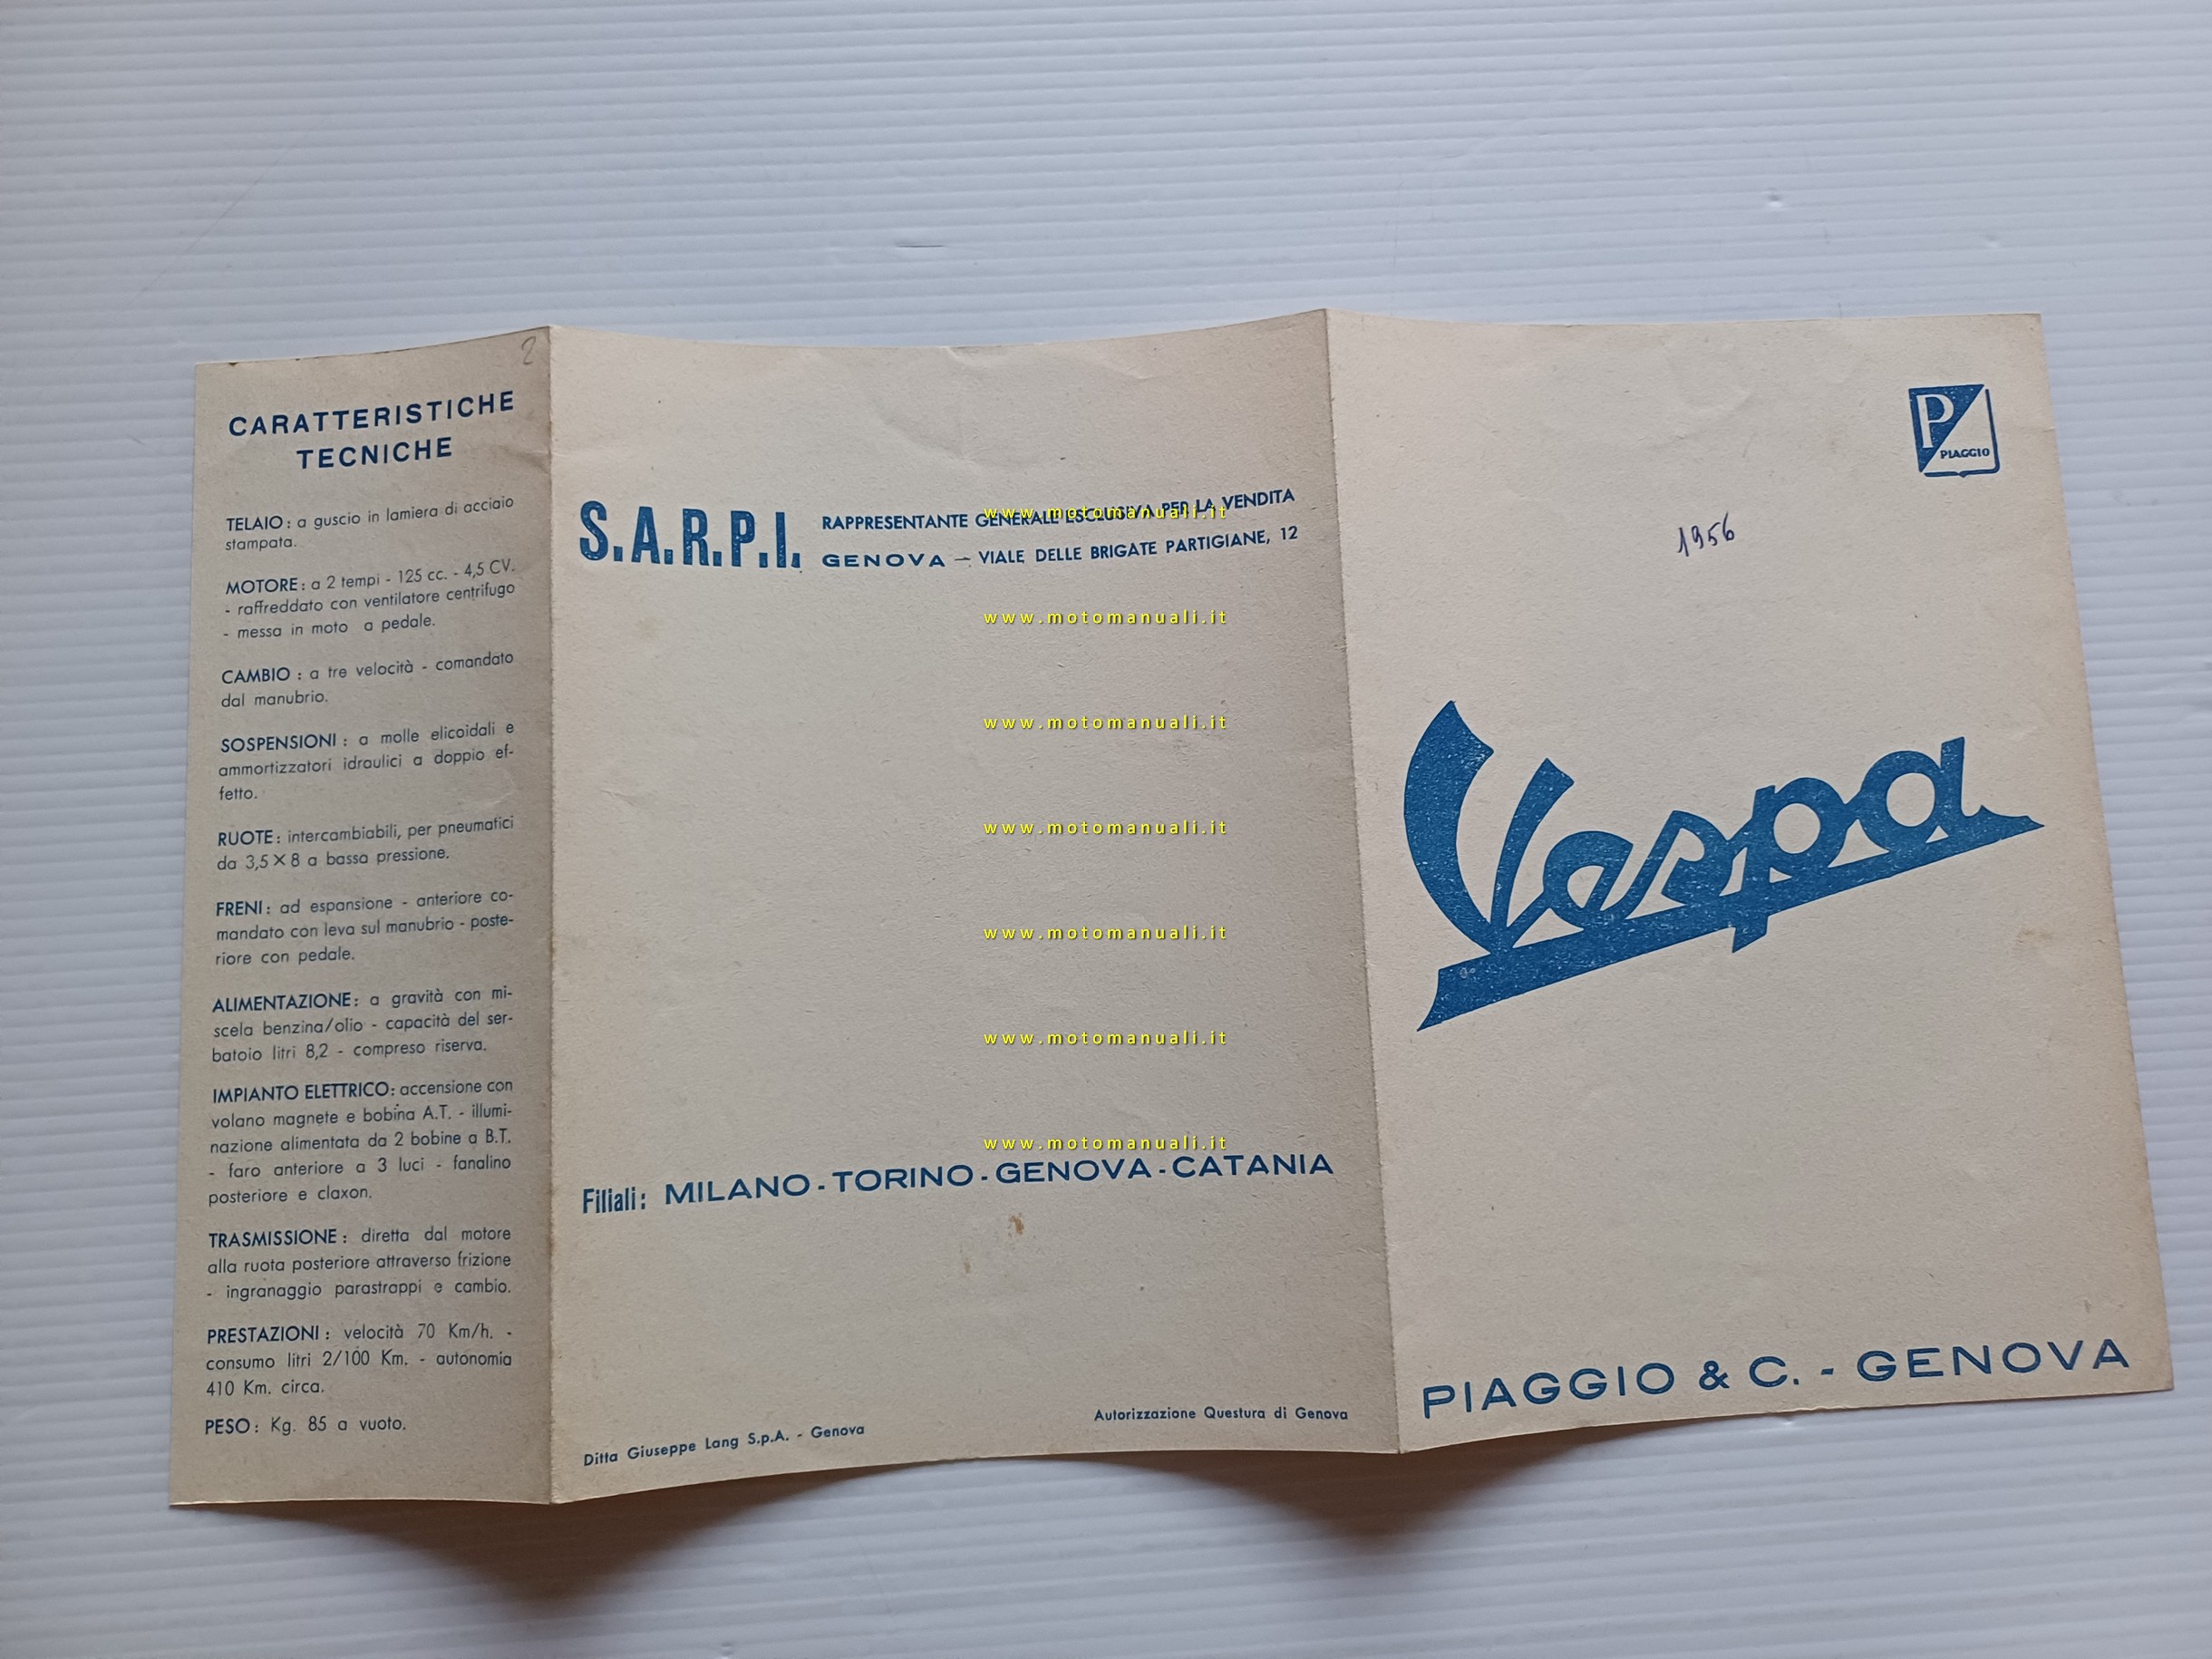 2
CARATTERISTICHE
TECNICHE
TELAIO: a guscio in lamiera di acciaio
stampata.
MOTORE: a 2 tempi - 125 cc. - 4,5 CV.
- raffreddato con ventilatore centrifugo
- messa in moto a pedale.
CAMBIO: a tre velocità - comandato
dal manubrio.
SOSPENSIONI: a molle elicoidali e
ammortizzatori idraulici a doppio ef-
fetto.
RUOTE: intercambiabili, per pneumatici
da 3,5×8 a bassa pressione.
FRENI: ad espansione - anteriore co-
mandato con leva sul manubrio - poste-
riore con pedale.
ALIMENTAZIONE: a gravità con mi-
scela benzina/olio - capacità del ser-
batoio litri 8,2 - compreso riserva.
IMPIANTO ELETTRICO: accensione con
volano magnete e bobina A.T. - illumi-
nazione alimentata da 2 bobine a B.T.
- faro anteriore a 3 luci - fanalino
posteriore e claxon.
TRASMISSIONE: diretta dal motore
alla ruota posteriore attraverso frizione
- ingranaggio parastrappi e cambio.
PRESTAZIONI: velocità 70 Km/h. -
consumo litri 2/100 Km. - autonomia
410 Km. circa.
PESO: Kg. 85 a vuoto.
S.A.R.P.I.
RAPPRESENTANTE GENERALE ESCLUSIVA PER LA VENDITA
GENOVA - VIALE DELLE BRIGATE PARTIGIANE, 12
www.motomanuali.it
www.motomanuali.it
www.motomanuali.it
www.motomanuali.it
www.motomanuali.it
www.motomanuali.it
www.motomanuali.it
Filiali: MILANO - TORINO - GENOVA - CATANIA
Ditta Giuseppe Lang S.p.A. - Genova
Autorizzazione Questura di Genova
P
PIAGGIO
1956
Vespa
PIAGGIO & C. - GENOVA